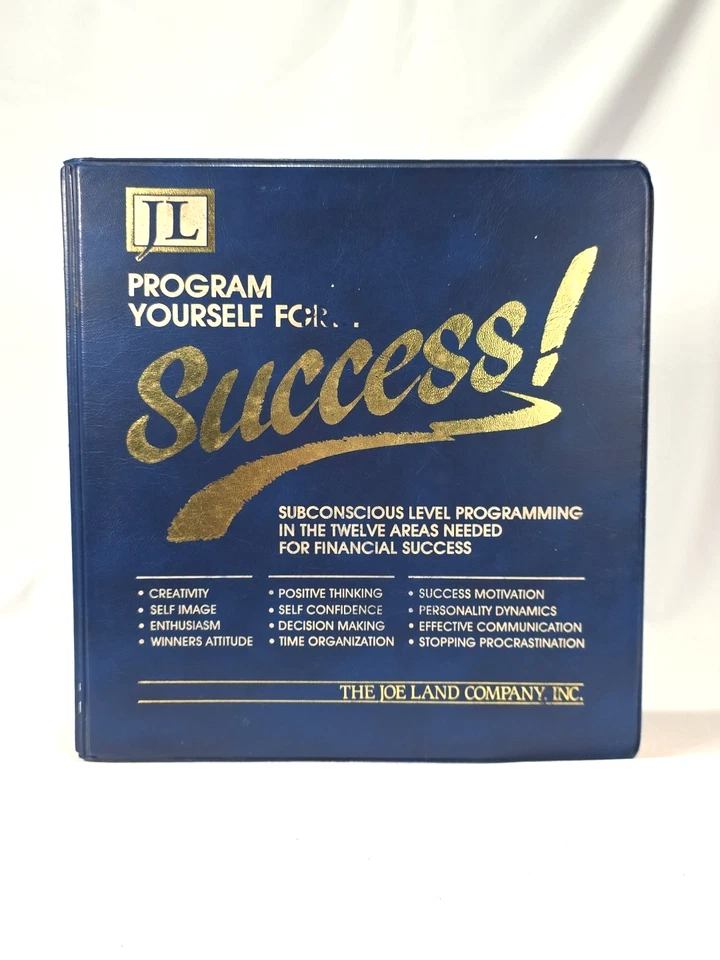 JL
PROGRAM
YOURSELF FOR...
Success!
SUBCONSCIOUS LEVEL PROGRAMMING
IN THE TWELVE AREAS NEEDED
FOR FINANCIAL SUCCESS
• CREATIVITY
• SELF IMAGE
• ENTHUSIASM
• WINNERS ATTITUDE
• POSITIVE THINKING
• SELF CONFIDENCE
• DECISION MAKING
• TIME ORGANIZATION
• SUCCESS MOTIVATION
• PERSONALITY DYNAMICS
• EFFECTIVE COMMUNICATION
• STOPPING PROCRASTINATION
THE JOE LAND COMPANY, INC.